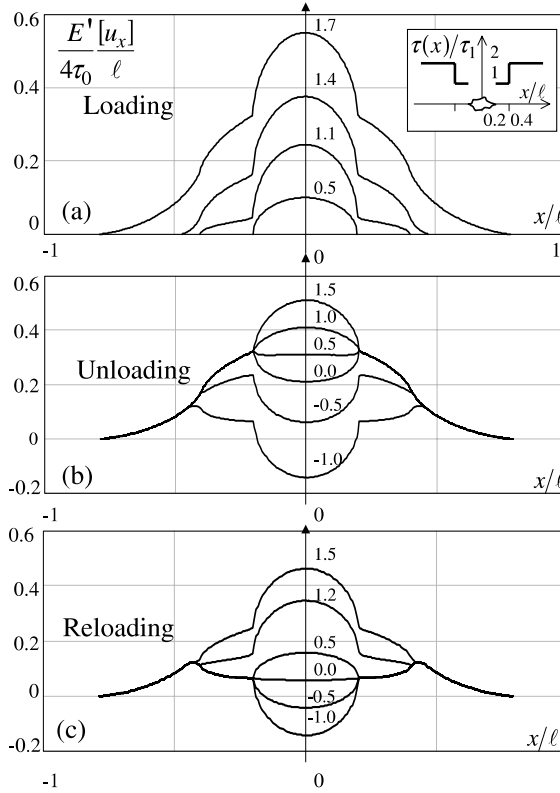 E' [uₓ]
4τ₀ ℓ
Loading
0.6
0.4
0.2
0
(a)
1.7
1.4
1.1
0.5
τ(x)/τ₁
2
1
x/ℓ
0.2 0.4
x/ℓ
-1 0 1
0.6
0.4
0.2
0
-0.2
Unloading
(b)
1.5
1.0
0.5
0.0
-0.5
-1.0
x/ℓ
-1 0
0.6
0.4
0.2
0
-0.2
Reloading
(c)
1.5
1.2
0.5
0.0
-0.5
-1.0
x/ℓ
-1 0